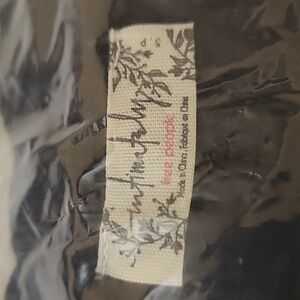 intimately
free people
Made in China / Fabriqué en Chine